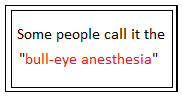 Some people call it the
"bull-eye anesthesia"